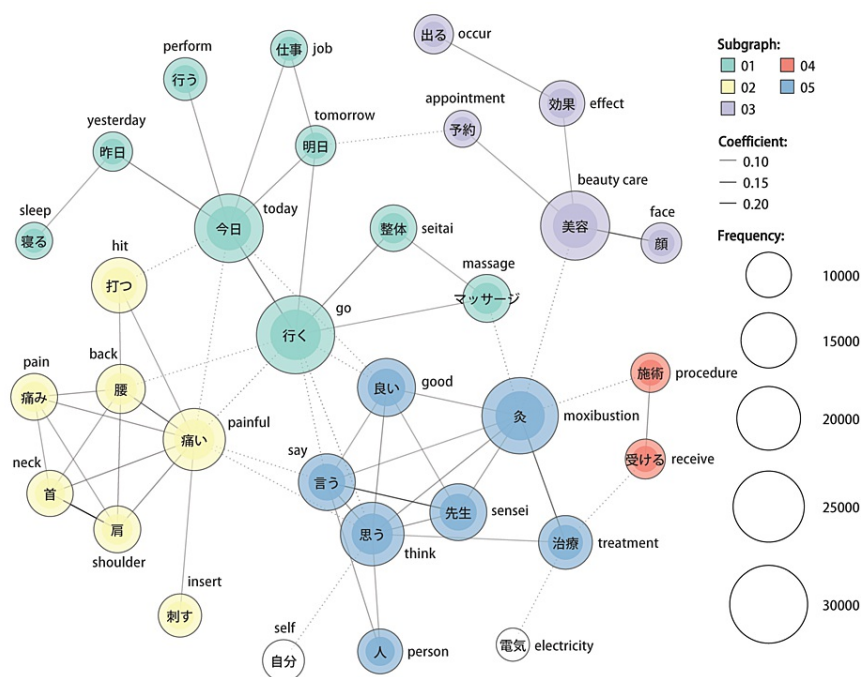 出る occur
perform
仕事 job
行う
appointment
効果 effect
予約
yesterday
tomorrow
昨日
明日
beauty care
sleep
today
今日
整体 seitai
美容
face
顔
寝る
hit
massage
打つ
マッサージ
go
行く
pain
back
痛み
腰
良い good
施術 procedure
painful
痛い
灸 moxibustion
neck
say
受ける receive
首
言う
肩
先生 sensei
思う
think
治療 treatment
shoulder
insert
刺す
self
自分
人 person
電気 electricity
Subgraph:
01 04
02 05
03
Coefficient:
0.10
0.15
0.20
Frequency:
10000
15000
20000
25000
30000